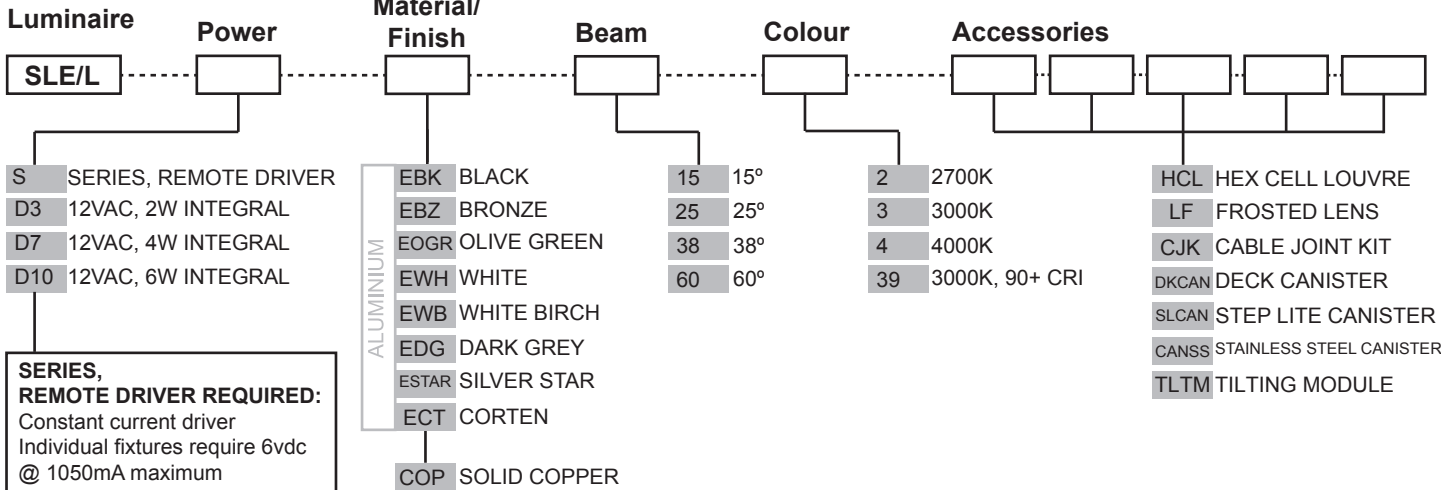 Luminaire
Power
Material/
Finish
Beam
Colour
Accessories
SLE/L
S SERIES, REMOTE DRIVER
D3 12VAC, 2W INTEGRAL
D7 12VAC, 4W INTEGRAL
D10 12VAC, 6W INTEGRAL
SERIES,
REMOTE DRIVER REQUIRED:
Constant current driver
Individual fixtures require 6vdc
@ 1050mA maximum
ALUMINIUM
EBK BLACK
EBZ BRONZE
EOGR OLIVE GREEN
EWH WHITE
EWB WHITE BIRCH
EDG DARK GREY
ESTAR SILVER STAR
ECT CORTEN
COP SOLID COPPER
15 15º
25 25º
38 38º
60 60º
2 2700K
3 3000K
4 4000K
39 3000K, 90+ CRI
HCL HEX CELL LOUVRE
LF FROSTED LENS
CJK CABLE JOINT KIT
DKCAN DECK CANISTER
SLCAN STEP LITE CANISTER
CANSS STAINLESS STEEL CANISTER
TLTM TILTING MODULE